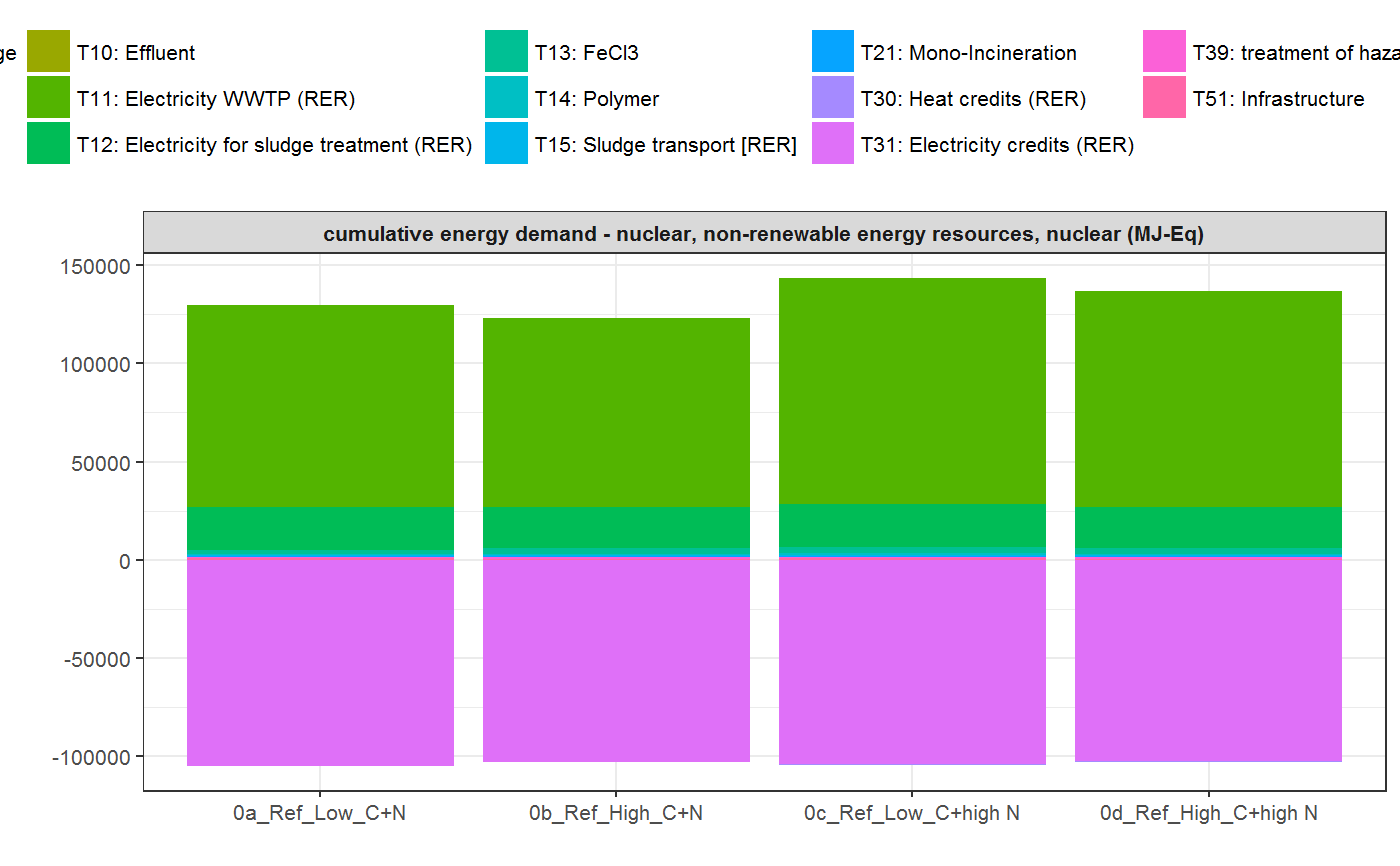 T10: Effluent
T13: FeCl3
T21: Mono-Incineration
T39: treatment of
T11: Electricity WWTP (RER)
T14: Polymer
T30: Heat credits (RER)
T51: Infrastructure
T12: Electricity for sludge treatment (RER)
T15: Sludge transport [RER]
T31: Electricity credits (RER)
cumulative energy demand - nuclear, non-renewable energy resources, nuclear (MJ-Eq)
150000
100000
50000
0
-50000
-100000
0a_Ref_Low_C+N
0b_Ref_High_C+N
0c_Ref_Low_C+high N
0d_Ref_High_C+high N